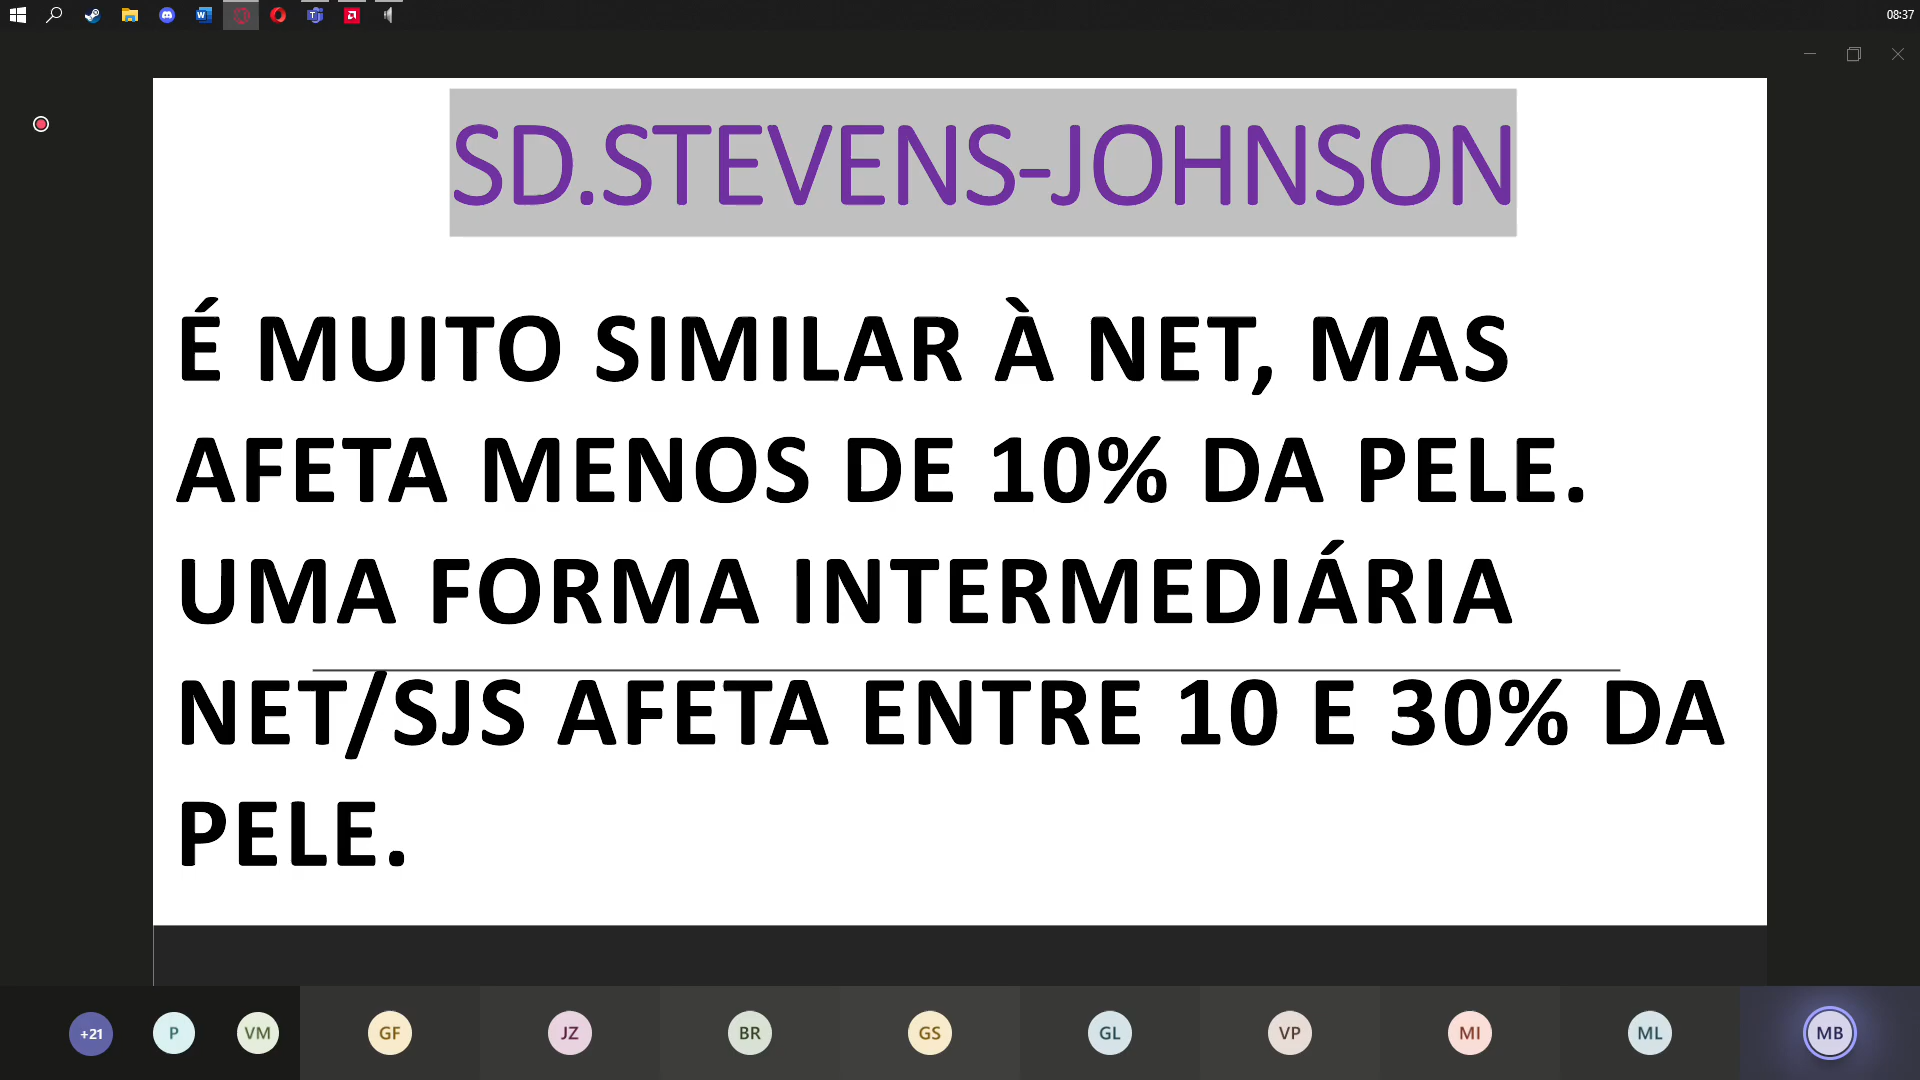 08:37
SD.STEVENS-JOHNSON
É MUITO SIMILAR À NET, MAS
AFETA MENOS DE 10% DA PELE.
UMA FORMA INTERMEDIÁRIA
NET/SJS AFETA ENTRE 10 E 30% DA
PELE.
+21 P VM GF JZ BR GS GL VP MI ML MB